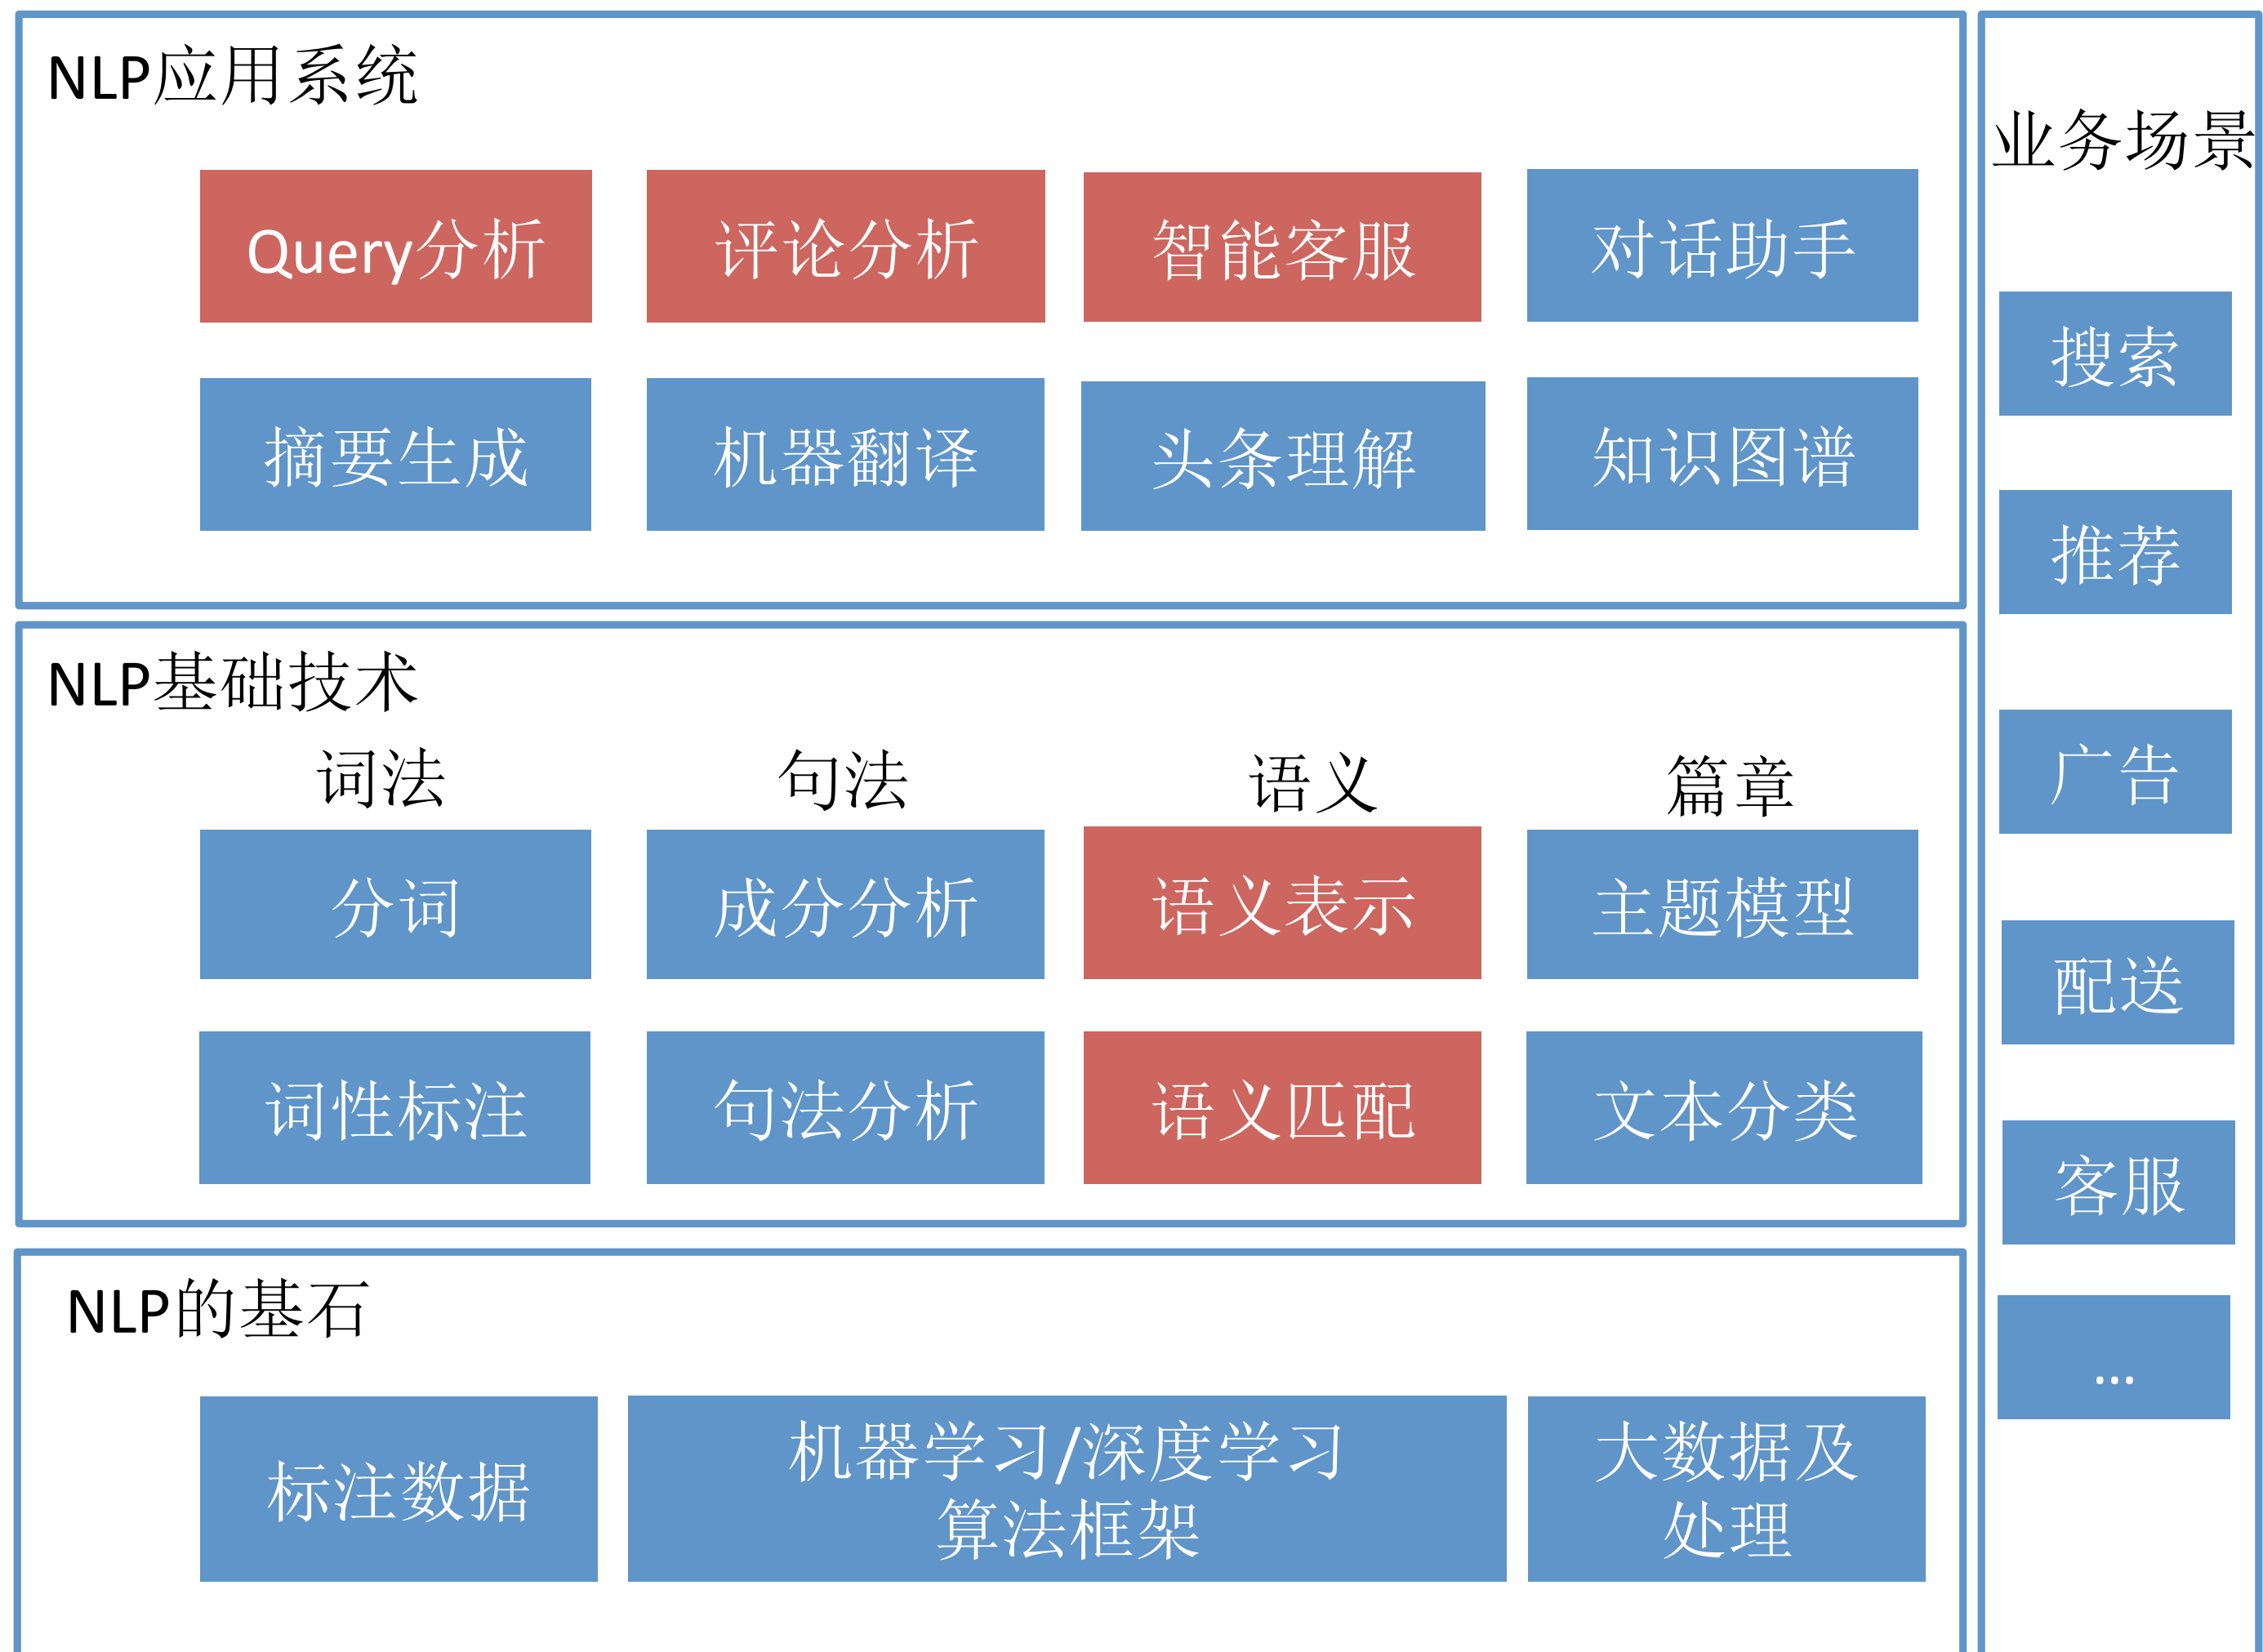 NLP应用系统
Query分析
评论分析
智能客服
对话助手
摘要生成
机器翻译
头条理解
知识图谱
NLP基础技术
词法
句法
语义
篇章
分词
成分分析
语义表示
主题模型
词性标注
句法分析
语义匹配
文本分类
NLP的基石
标注数据
机器学习/深度学习
算法框架
大数据及
处理
业务场景
搜索
推荐
广告
配送
客服
...